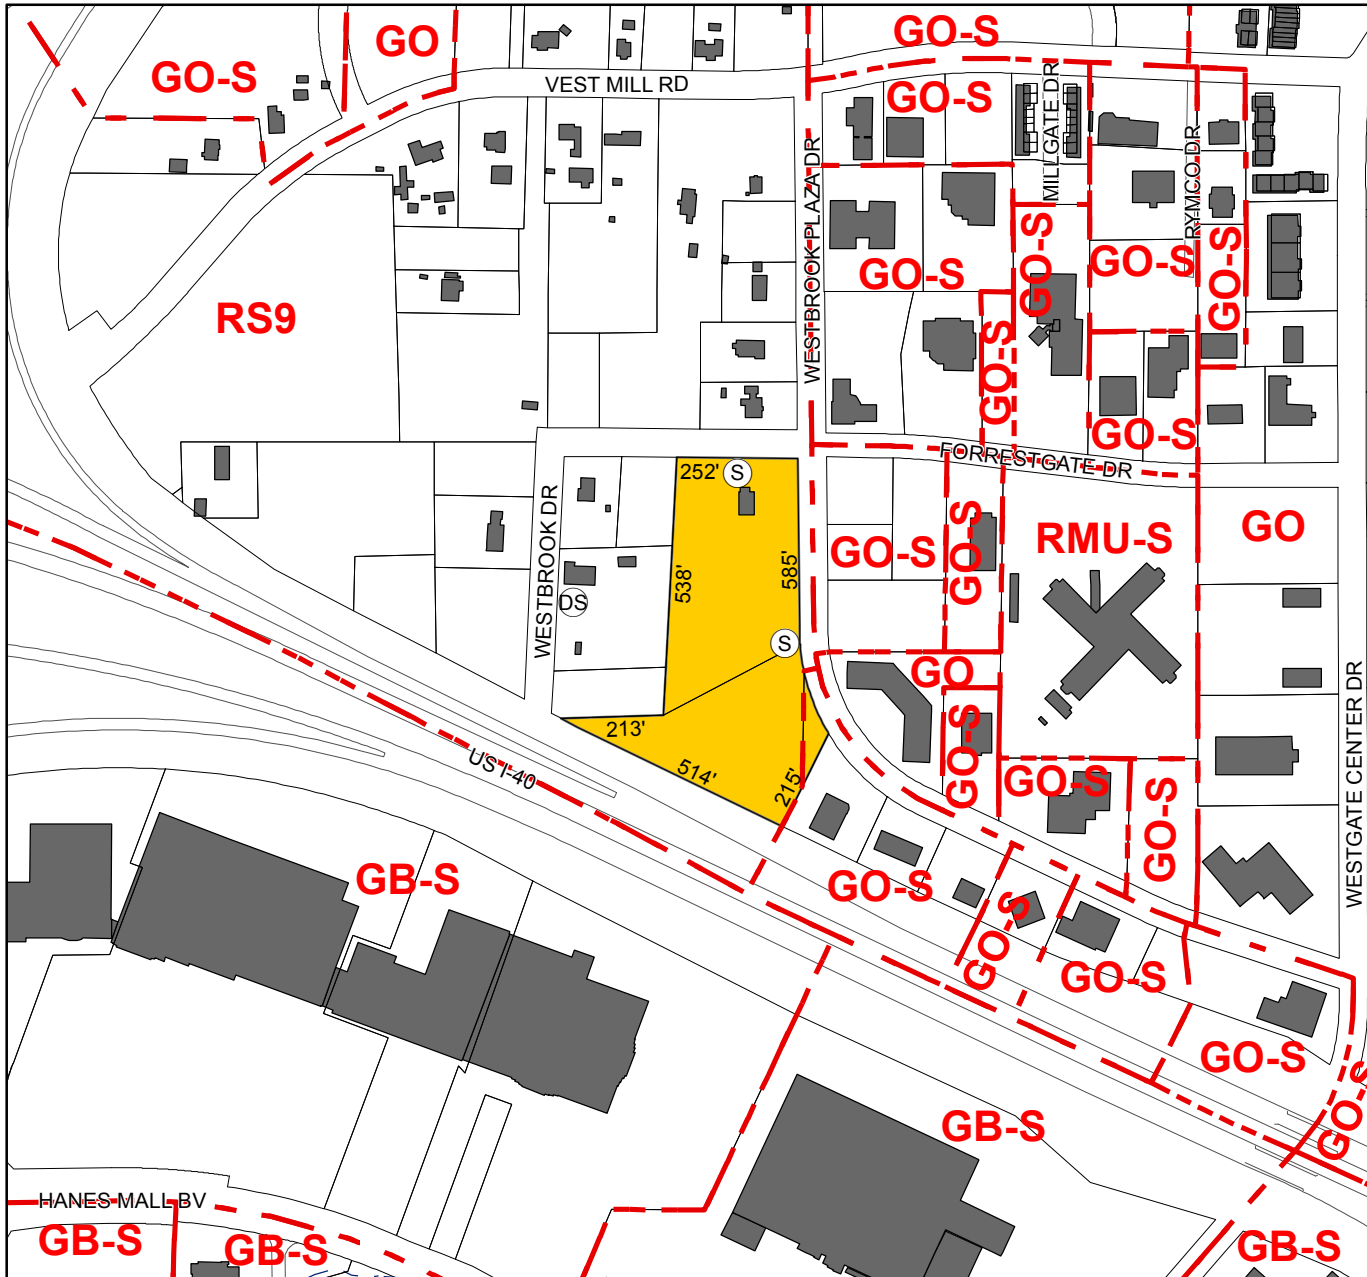 GO-S
GO
GO-S
VEST MILL RD
GO-S
MILLGATE DR
RYMCO DR
WESTBROOK PLAZA DR
RS9
GO-S
GO-S
GO-S
GO-S
GO-S
GO-S
FORRESTGATE DR
252'
S
WESTBROOK DR
DS
538'
585'
S
GO-S
GO-S
RMU-S
GO
GO
GO-S
GO-S
GO-S
213'
514'
215'
US I-40
WESTGATE CENTER DR
GB-S
GO-S
GO-S
GO-S
GO-S
GO-S
GB-S
HANES MALL BV
GB-S
GB-S
GB-S